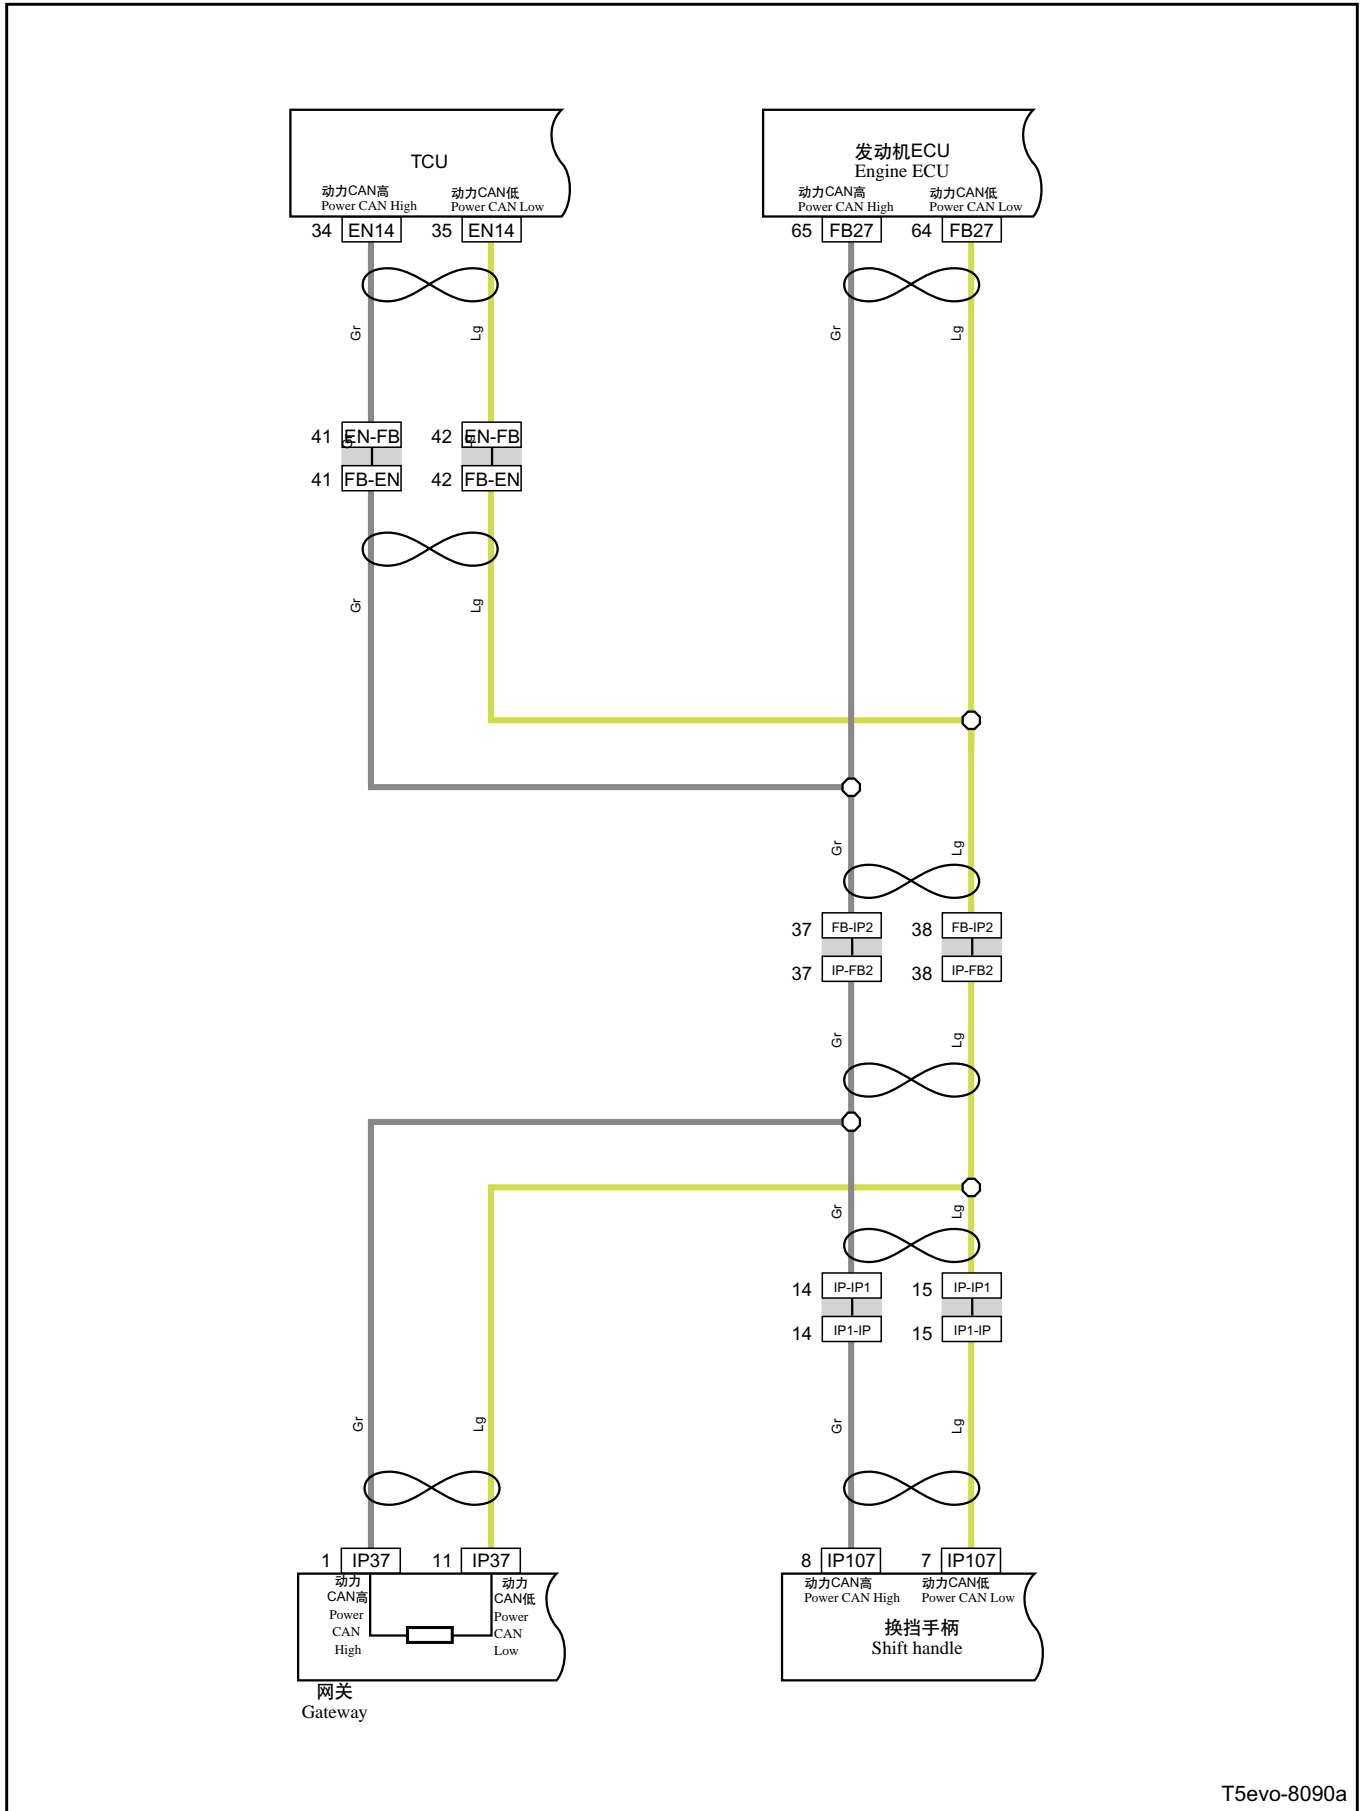 TCU
动力CAN高
Power CAN High
动力CAN低
Power CAN Low
34 EN14
35 EN14
发动机ECU
Engine ECU
动力CAN高
Power CAN High
动力CAN低
Power CAN Low
65 FB27
64 FB27
Gr
Lg
Gr
Lg
41 EN-FB
42 EN-FB
41 FB-EN
42 FB-EN
Gr
Lg
Gr
Lg
37 FB-IP2
38 FB-IP2
37 IP-FB2
38 IP-FB2
Gr
Lg
Gr
Lg
14 IP-IP1
15 IP-IP1
14 IP1-IP
15 IP1-IP
Gr
Lg
Gr
Lg
1 IP37
11 IP37
动力
CAN高
Power
CAN
High
动力
CAN低
Power
CAN
Low
网关
Gateway
8 IP107
7 IP107
动力CAN高
Power CAN High
动力CAN低
Power CAN Low
换挡手柄
Shift handle
T5evo-8090a